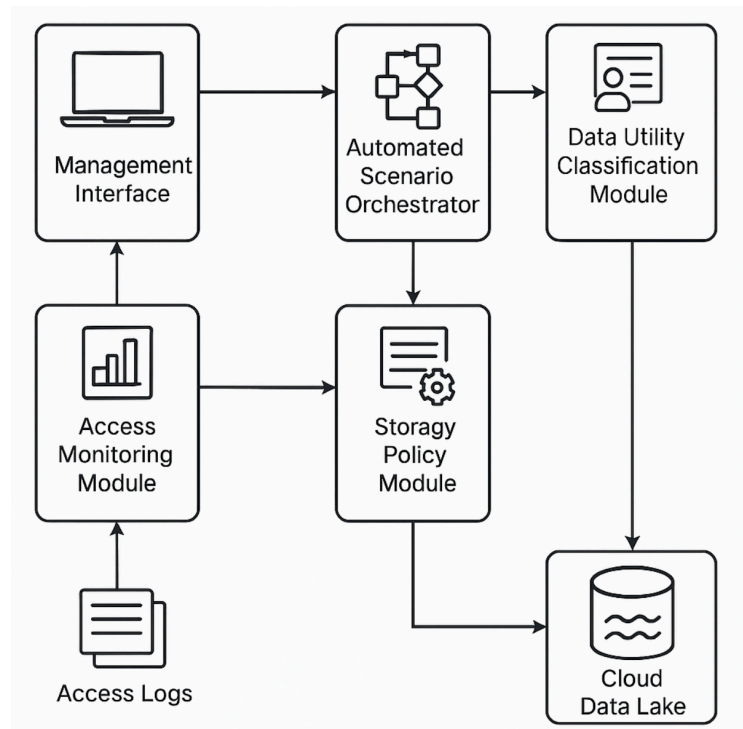 Management
Interface
Automated
Scenario
Orchestrator
Data Utility
Classification
Module
Access
Monitoring
Module
Storagy
Policy
Module
Access Logs
Cloud
Data Lake